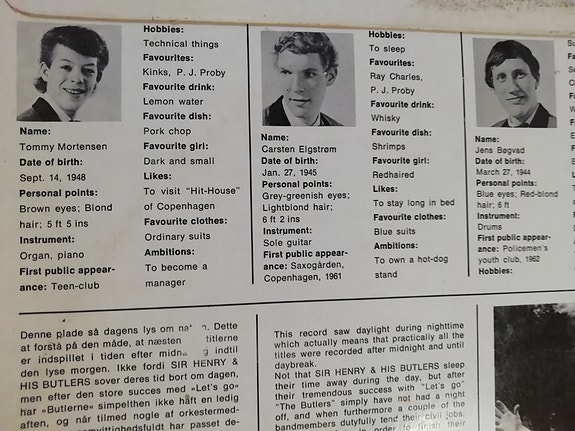 Name:
Tommy Mortensen
Date of birth:
Sept. 14, 1948
Personal points:
Brown eyes; Blond
hair; 5 ft 5 ins
Instrument:
Organ, piano
First public appear-
ance: Teen-club
Hobbies:
Technical things
Favourites:
Kinks, P. J. Proby
Favourite drink:
Lemon water
Favourite dish:
Pork chop
Favourite girl:
Dark and small
Likes:
To visit "Hit-House"
of Copenhagen
Favourite clothes:
Ordinary suits
Ambitions:
To become a
manager
Name:
Carsten Elgstrøm
Date of birth:
Jan. 27, 1945
Personal points:
Grey-greenish eyes;
Lightblond hair;
6 ft 2 ins
Instrument:
Sole guitar
First public appear-
ance: Saxogården,
Copenhagen, 1961
Hobbies:
To sleep
Favourites:
Ray Charles,
P. J. Proby
Favourite drink:
Whisky
Favourite dish:
Shrimps
Favourite girl:
Redhaired
Likes:
To stay long in bed
Favourite clothes:
Blue suits
Ambitions:
To own a hot-dog
stand
Name:
Jens Bøgvad
Date of birth:
March 27, 1944
Personal points:
Blue eyes; Red-blond
hair; 6 ft
Instrument:
Drums
First public appear-
ance: Policemen's
youth club, 1962
Hobbies:
Denne plade så dagens lys om Dette
at forstå på den måde, at næsten titlerne
er indspillet i tiden efter indtil
den lyse morgen. Ikke fordi SIR HENRY &
HIS BUTLERS sover deres tid bort om dagen,
men efter den store succes med »Let's go«
har »Butlerne« simpelthen ikke haft en ledig
aften, og når tilmed nogle af orkestermed-
har passet de-
This record saw daylight during nighttime
which actually means that practically all the
titles were recorded after midnight and until
daybreak.
Not that SIR HENRY & HIS BUTLERS sleep
their time away during the day, but after
their tremendous success with "Let's go"
"The Butlers" simply have not had a night
off, and when furthermore a couple of the
bandmembers dutyfully tend their civil jobs,
in order to finish their